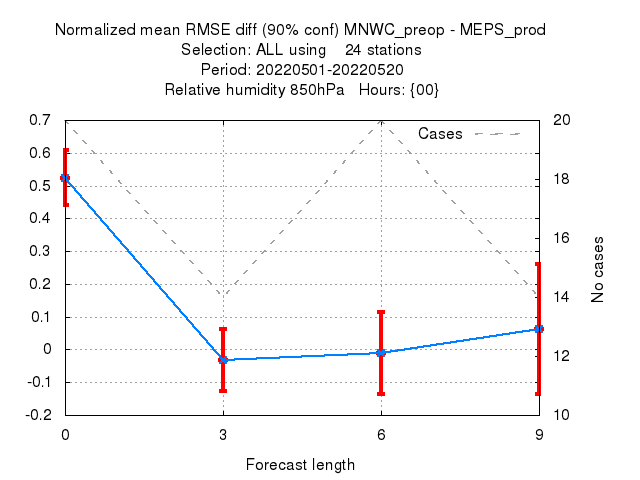 Normalized mean RMSE diff (90% conf) MNWC_preop - MEPS_prod
Selection: ALL using 24 stations
Period: 20220501-20220520
Relative humidity 850hPa Hours: {00}
Cases
0.7
0.6
0.5
0.4
0.3
0.2
0.1
0
-0.1
-0.2
20
18
16
14
12
10
No cases
0 3 6 9
Forecast length